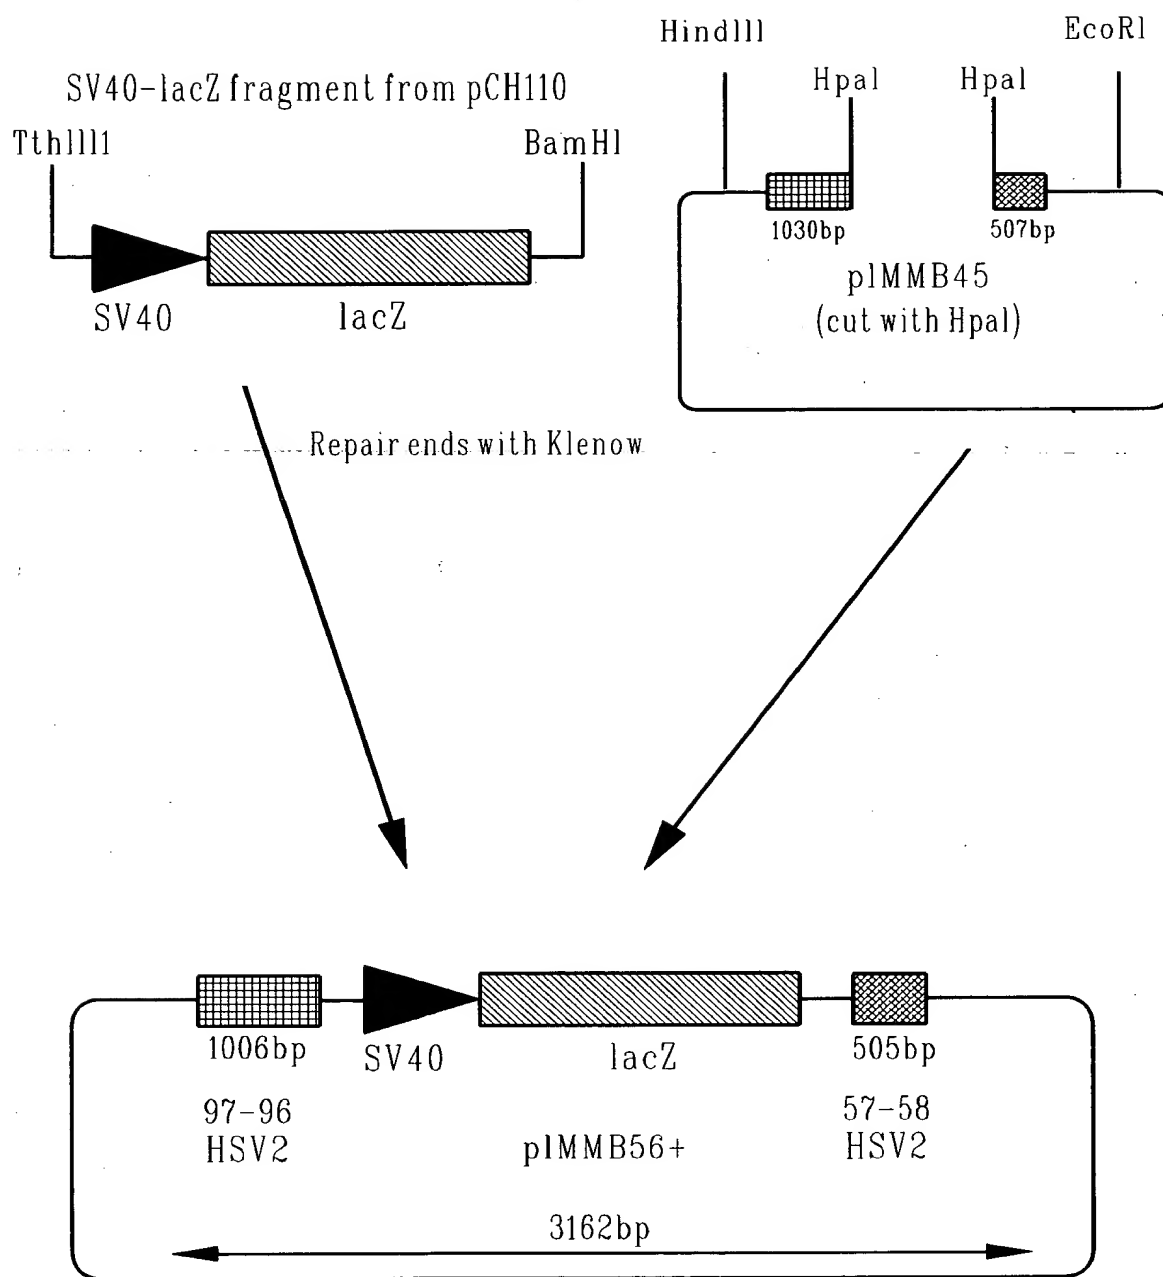 SV40-lacZ fragment from pCH110
Tth1111
BamHI
SV40
lacZ
HindIII
EcoRI
HpaI
HpaI
1030bp
507bp
pIMMB45
(cut with HpaI)
Repair ends with Klenow
1006bp
SV40
lacZ
505bp
97-96
HSV2
pIMMB56+
57-58
HSV2
3162bp